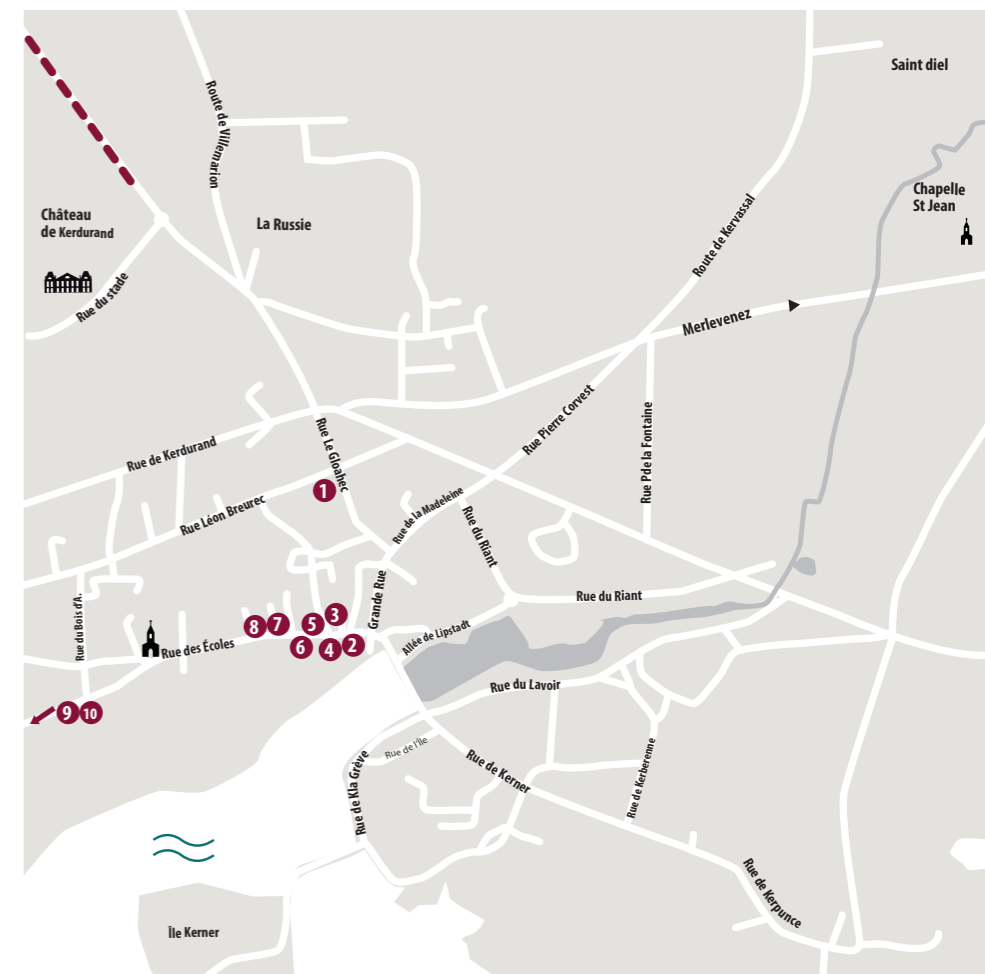 Saint diel
Route de Villemarion
Chapelle
St Jean
Château
de Kerdurand
La Russie
Route de Kervassal
Rue du stade
Merlevenez
Rue Pierre Corvest
Rue Le Gloahec
Rue Pde la Fontaine
Rue de Kerdurand
1
Rue Léon Breurec
Rue de la Madeleine
Rue du Riant
Grande Rue
Rue du Riant
Rue du Bois d'A.
3
5
8
7
Allée de Lipstadt
2
4
6
Rue des Écoles
Rue du Lavoir
9
10
Rue de l'Île
Rue de Kla Grève
Rue de Kerner
Rue de Kerberenne
Rue de Kerpunce
Île Kerner